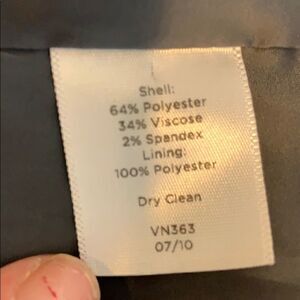 Shell:
64% Polyester
34% Viscose
2% Spandex
Lining:
100% Polyester
Dry Clean
VN363
07/10